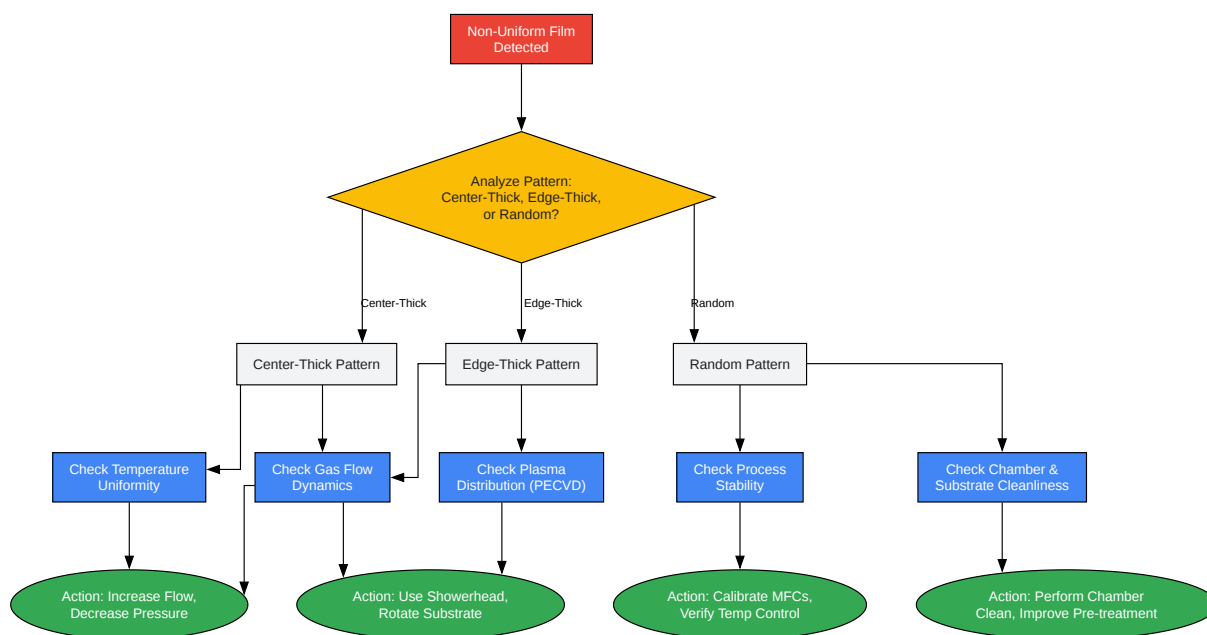 Non-Uniform Film
Detected
Analyze Pattern:
Center-Thick, Edge-Thick,
or Random?
Center-Thick
Edge-Thick
Random
Center-Thick Pattern
Edge-Thick Pattern
Random Pattern
Check Temperature
Uniformity
Check Gas Flow
Dynamics
Check Plasma
Distribution (PECVD)
Check Process
Stability
Check Chamber &
Substrate Cleanliness
Action: Increase Flow,
Decrease Pressure
Action: Use Showerhead,
Rotate Substrate
Action: Calibrate MFCs,
Verify Temp Control
Action: Perform Chamber
Clean, Improve Pre-treatment